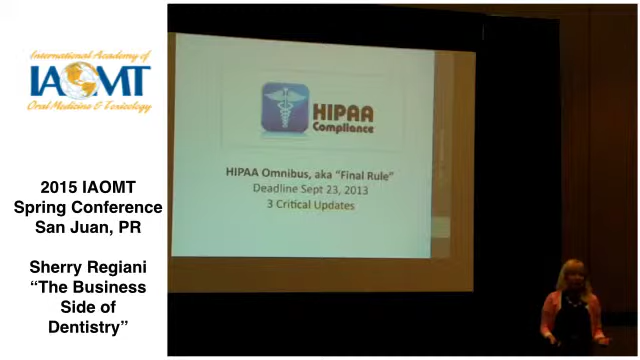 International Academy of
IAOMT
Oral Medicine & Toxicology
2015 IAOMT
Spring Conference
San Juan, PR
Sherry Regiani
“The Business
Side of
Dentistry”
HIPAA
Compliance
HIPAA Omnibus, aka “Final Rule”
Deadline Sept 23, 2013
3 Critical Updates